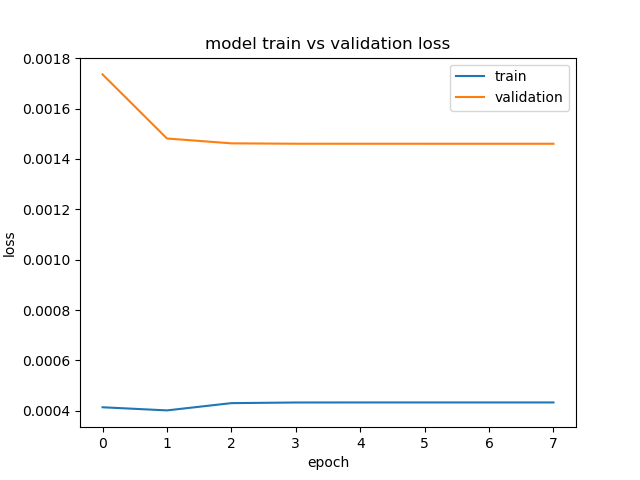 model train vs validation loss
train
validation
0.0018
0.0016
0.0014
0.0012
0.0010
0.0008
0.0006
0.0004
loss
0 1 2 3 4 5 6 7
epoch